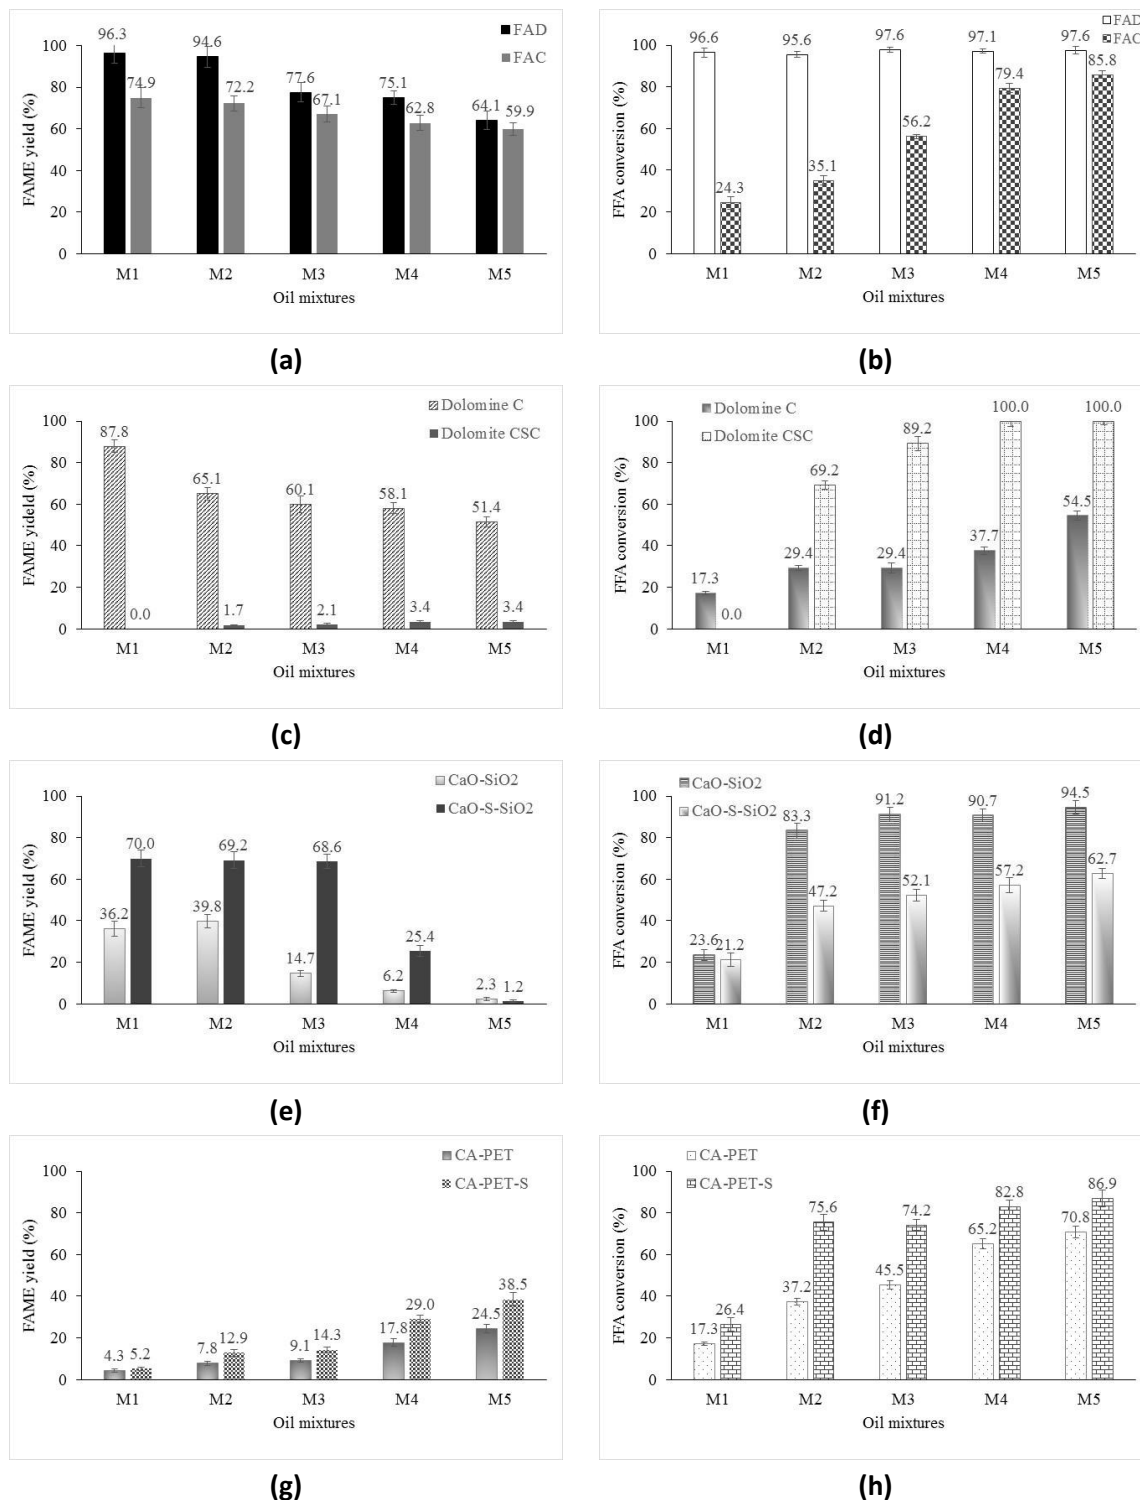 FAD
FAC
FAME yield (%)
100
80
60
40
20
0
96.3
74.9
94.6
72.2
77.6
67.1
75.1
62.8
64.1
59.9
M1 M2 M3 M4 M5
Oil mixtures
(a)
FAD
FAC
FFA conversion (%)
100
80
60
40
20
0
96.6
24.3
95.6
35.1
97.6
56.2
97.1
79.4
97.6
85.8
M1 M2 M3 M4 M5
Oil mixtures
(b)
Dolomine C
Dolomite CSC
FAME yideld (%)
100
80
60
40
20
0
87.8
0.0
65.1
1.7
60.1
2.1
58.1
3.4
51.4
3.4
M1 M2 M3 M4 M5
Oil mixtures
(c)
Dolomine C
Dolomite CSC
FFA conversion (%)
100
80
60
40
20
0
17.3
0.0
29.4
69.2
29.4
89.2
37.7
100.0
54.5
100.0
M1 M2 M3 M4 M5
Oil mixtures
(d)
CaO-SiO2
CaO-S-SiO2
FAME yield (%)
100
80
60
40
20
0
36.2
70.0
39.8
69.2
14.7
68.6
6.2
25.4
2.3
1.2
M1 M2 M3 M4 M5
Oil mixtures
(e)
CaO-SiO2
CaO-S-SiO2
FFA conversion (%)
100
80
60
40
20
0
23.6
21.2
83.3
47.2
91.2
52.1
90.7
57.2
94.5
62.7
M1 M2 M3 M4 M5
Oil mixtures
(f)
CA-PET
CA-PET-S
FAME yield (%)
100
80
60
40
20
0
4.3
5.2
7.8
12.9
9.1
14.3
17.8
29.0
24.5
38.5
M1 M2 M3 M4 M5
Oil mixtures
(g)
CA-PET
CA-PET-S
FFA conversion (%)
100
80
60
40
20
0
17.3
26.4
37.2
75.6
45.5
74.2
65.2
82.8
70.8
86.9
M1 M2 M3 M4 M5
Oil mixtures
(h)